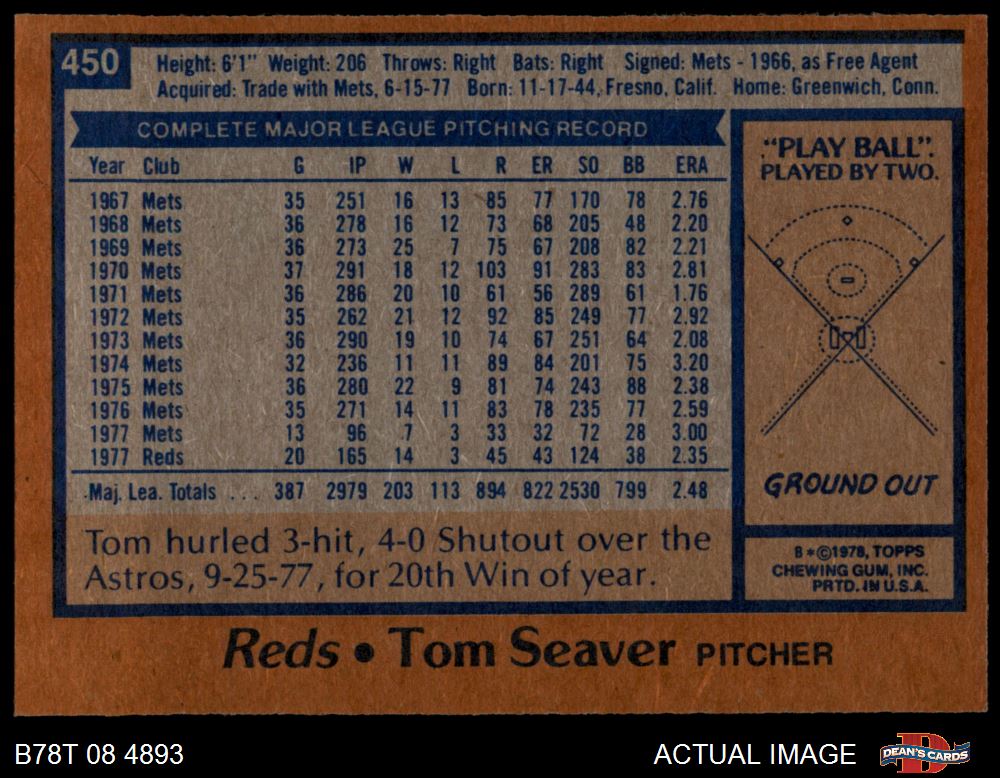 450
Height: 6'1" Weight: 206 Throws: Right Bats: Right Signed: Mets - 1966, as Free Agent
Acquired: Trade with Mets, 6-15-77 Born: 11-17-44, Fresno, Calif. Home: Greenwich, Conn.
COMPLETE MAJOR LEAGUE PITCHING RECORD
Year Club G IP W L R ER SO BB ERA
1967 Mets 35 251 16 13 85 77 170 78 2.76
1968 Mets 36 278 16 12 73 68 205 48 2.20
1969 Mets 36 273 25 7 75 67 208 82 2.21
1970 Mets 37 291 18 12 103 91 283 83 2.81
1971 Mets 36 286 20 10 61 56 289 61 1.76
1972 Mets 35 262 21 12 92 85 249 77 2.92
1973 Mets 36 290 19 10 74 67 251 64 2.08
1974 Mets 32 236 11 11 89 84 201 75 3.20
1975 Mets 36 280 22 9 81 74 243 88 2.38
1976 Mets 35 271 14 11 83 78 235 77 2.59
1977 Mets 13 96 7 3 33 32 72 28 3.00
1977 Reds 20 165 14 3 45 43 124 38 2.35
Maj. Lea. Totals ... 387 2979 203 113 894 822 2530 799 2.48
Tom hurled 3-hit, 4-0 Shutout over the
Astros, 9-25-77, for 20th Win of year.
"PLAY BALL"
PLAYED BY TWO.
GROUND OUT
B*©1978, TOPPS
CHEWING GUM, INC.
PRTD. IN U.S.A.
Reds • Tom Seaver PITCHER
B78T 08 4893
ACTUAL IMAGE
DEAN'S CARDS